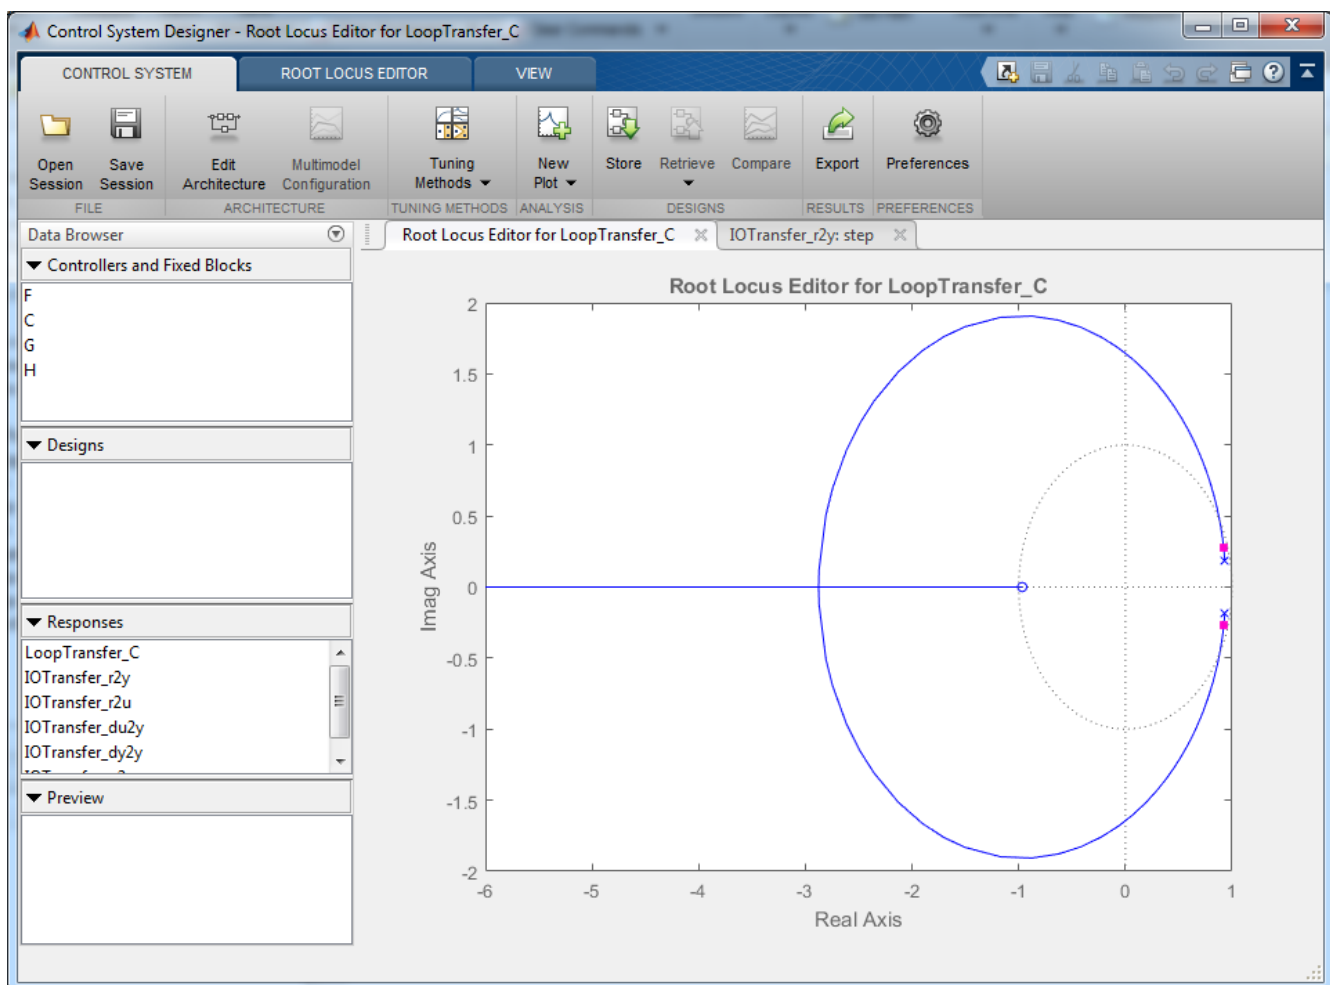 Control System Designer - Root Locus Editor for LoopTransfer_C
CONTROL SYSTEM
ROOT LOCUS EDITOR
VIEW
Open Session
Save Session
Edit Architecture
Multimodel Configuration
Tuning Methods
New Plot
Store
Retrieve
Compare
Export
Preferences
FILE
ARCHITECTURE
TUNING METHODS
ANALYSIS
DESIGNS
RESULTS
PREFERENCES
Data Browser
Root Locus Editor for LoopTransfer_C
IOTransfer_r2y: step
Controllers and Fixed Blocks
F
C
G
H
Designs
Responses
LoopTransfer_C
IOTransfer_r2y
IOTransfer_r2u
IOTransfer_du2y
IOTransfer_dy2y
Preview
Root Locus Editor for LoopTransfer_C
2
1.5
1
0.5
0
-0.5
-1
-1.5
-2
Imag Axis
-6
-5
-4
-3
-2
-1
0
1
Real Axis